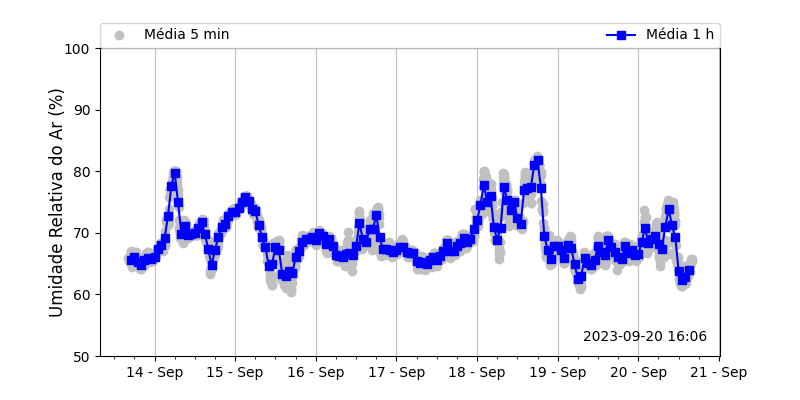 Média 5 min
Média 1 h
100
90
80
70
60
50
Umidade Relativa do Ar (%)
2023-09-20 16:06
14 - Sep
15 - Sep
16 - Sep
17 - Sep
18 - Sep
19 - Sep
20 - Sep
21 - Sep